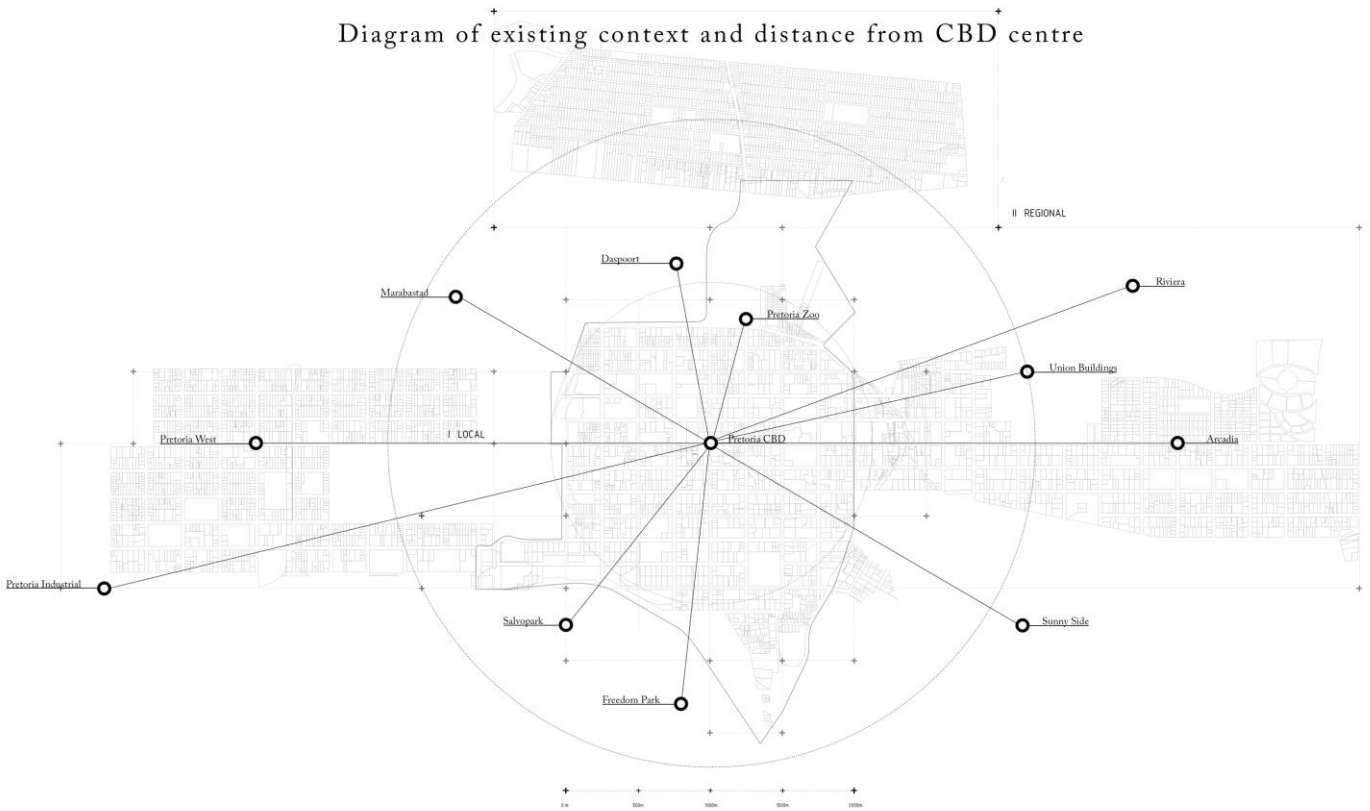 Diagram of existing context and distance from CBD centre
II REGIONAL
Daspoort
Riviera
Marabastad
Pretoria Zoo
Union Buildings
I LOCAL
Pretoria West
Pretoria CBD
Arcadia
Pretoria Industrial
Salvopark
Sunny Side
Freedom Park
0 m 500m 1000m 1500m 2000m